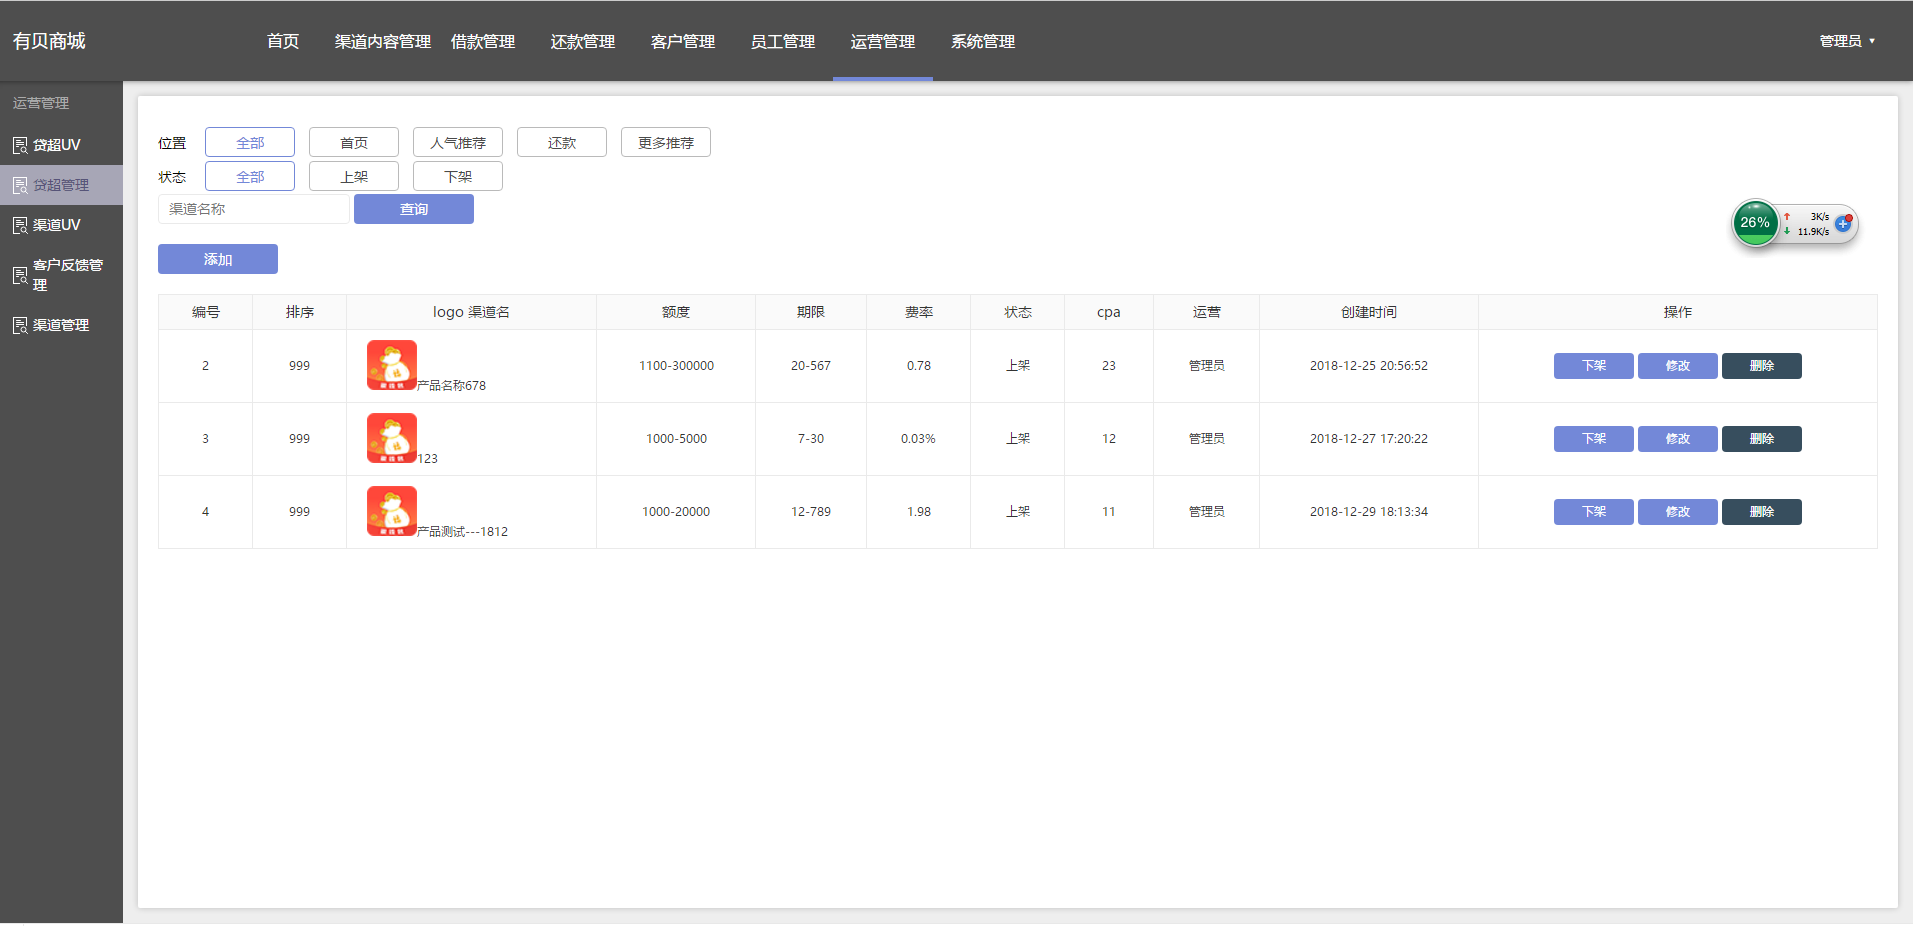 有贝商城 首页 渠道内容管理 借款管理 还款管理 客户管理 员工管理 运营管理 系统管理 管理员
运营管理
贷超UV
贷超管理
渠道UV
客户反馈管
理
渠道管理
位置 全部 首页 人气推荐 还款 更多推荐
状态 全部 上架 下架
渠道名称 查询
26% 3K/s
11.9K/s
添加
编号 排序 logo 渠道名 额度 期限 费率 状态 cpa 运营 创建时间 操作
2 999 产品名称678 1100-300000 20-567 0.78 上架 23 管理员 2018-12-25 20:56:52 下架 修改 删除
3 999 123 1000-5000 7-30 0.03% 上架 12 管理员 2018-12-27 17:20:22 下架 修改 删除
4 999 产品测试---1812 1000-20000 12-789 1.98 上架 11 管理员 2018-12-29 18:13:34 下架 修改 删除